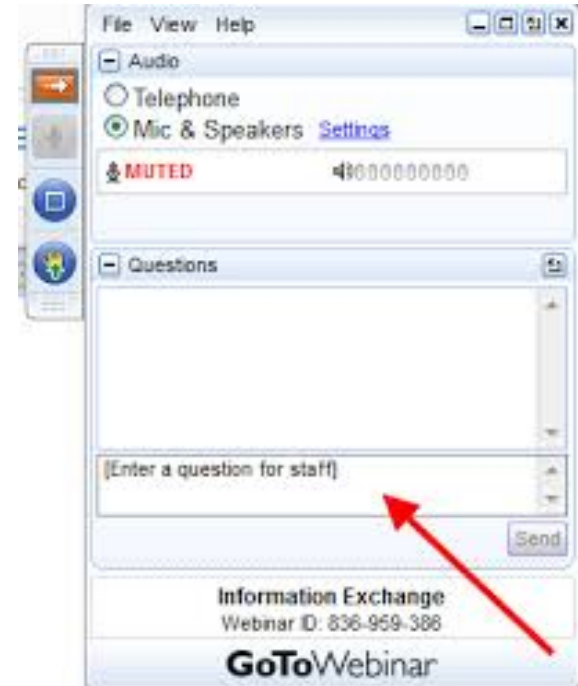 File View Help
Audio
Telephone
Mic & Speakers Settings
MUTED
Questions
[Enter a question for staff]
Send
Information Exchange
Webinar ID: 836-959-386
GoToWebinar